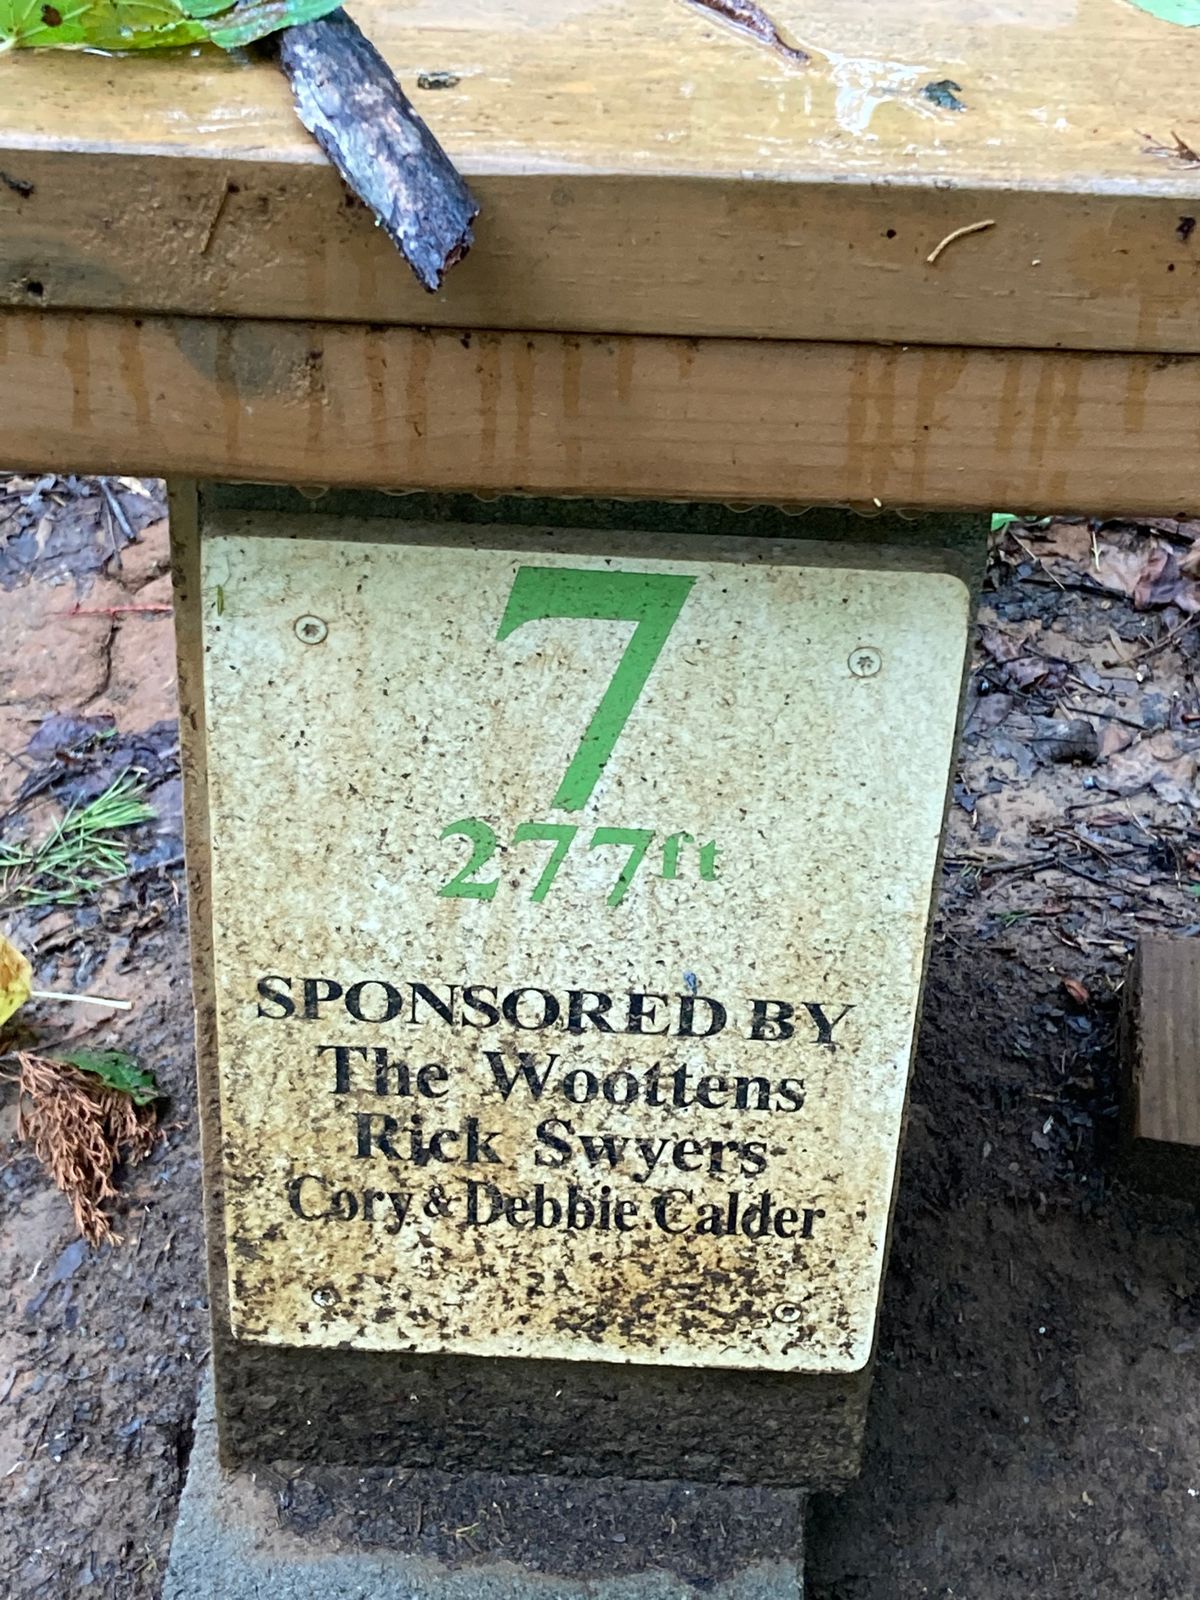 7
277ft
SPONSORED BY
The Woottens
Rick Swyers
Cory & Debbie Calder